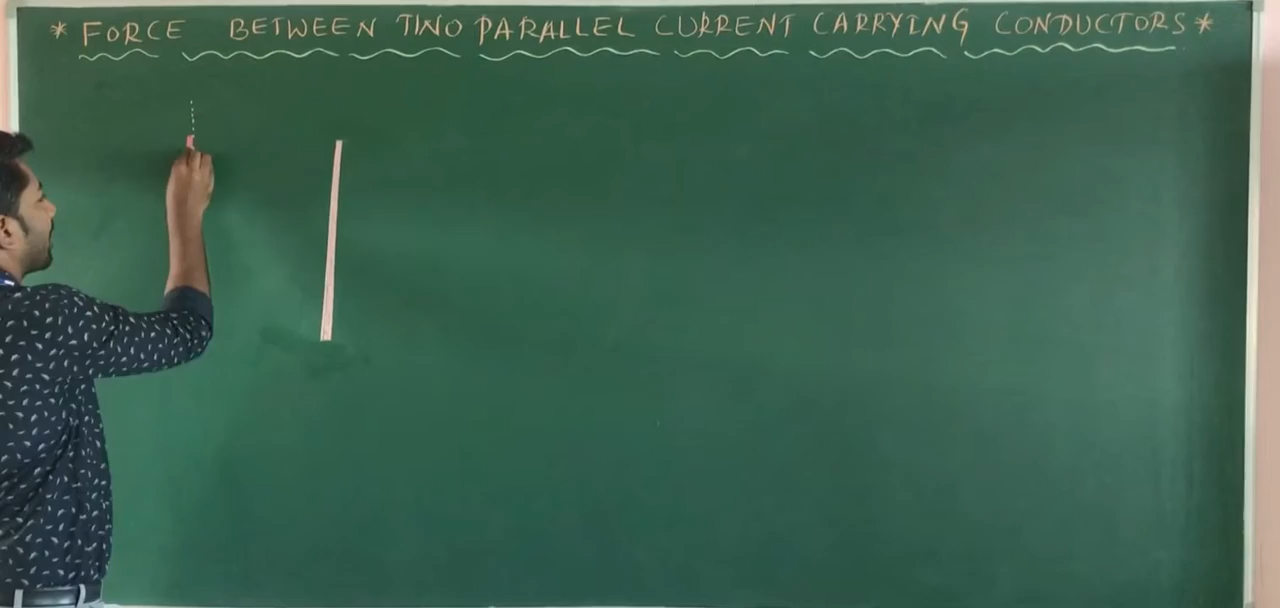 * FORCE BETWEEN TWO PARALLEL CURRENT CARRYING CONDUCTORS *